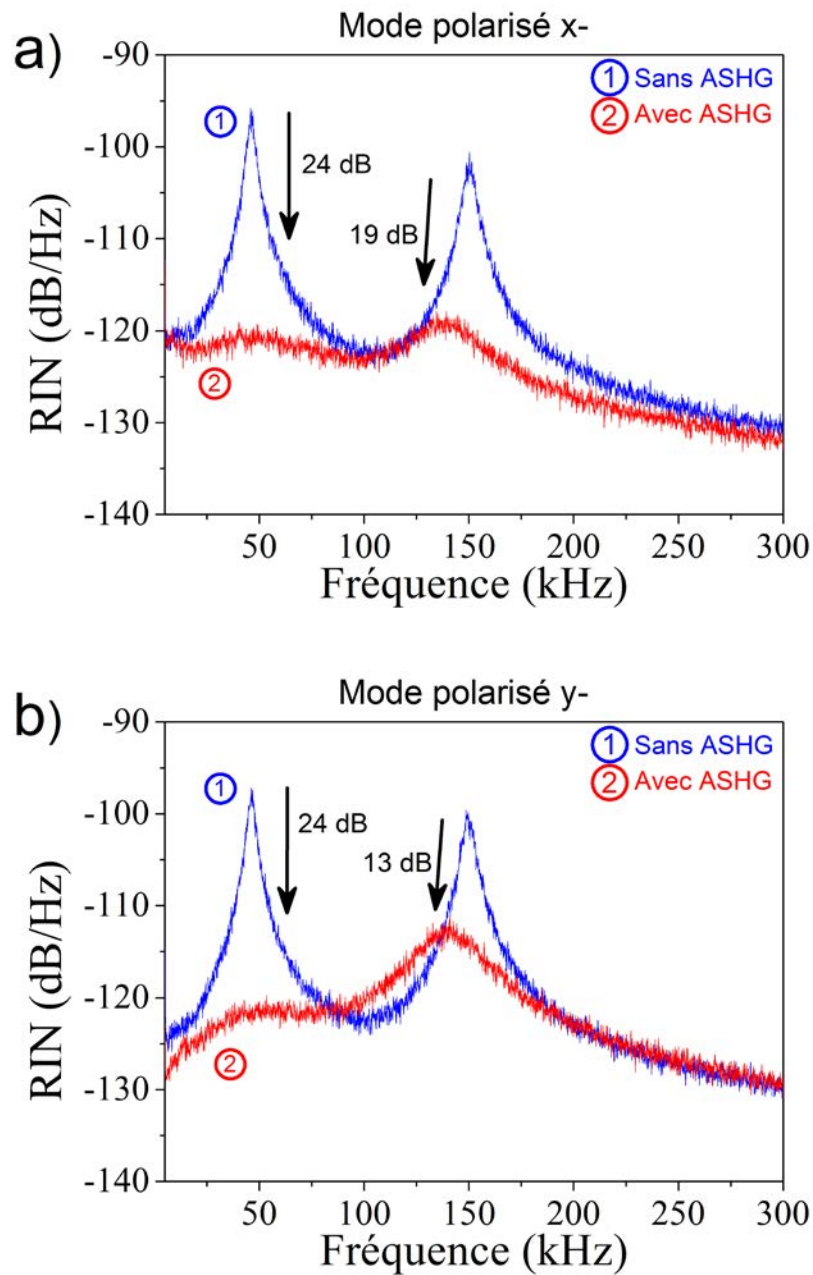 a)
Mode polarisé x-
-90
-100
-110
-120
-130
-140
RIN (dB/Hz)
1 Sans ASHG
2 Avec ASHG
1
24 dB
19 dB
2
50 100 150 200 250 300
Fréquence (kHz)
b)
Mode polarisé y-
-90
-100
-110
-120
-130
-140
RIN (dB/Hz)
1 Sans ASHG
2 Avec ASHG
1
24 dB
13 dB
2
50 100 150 200 250 300
Fréquence (kHz)